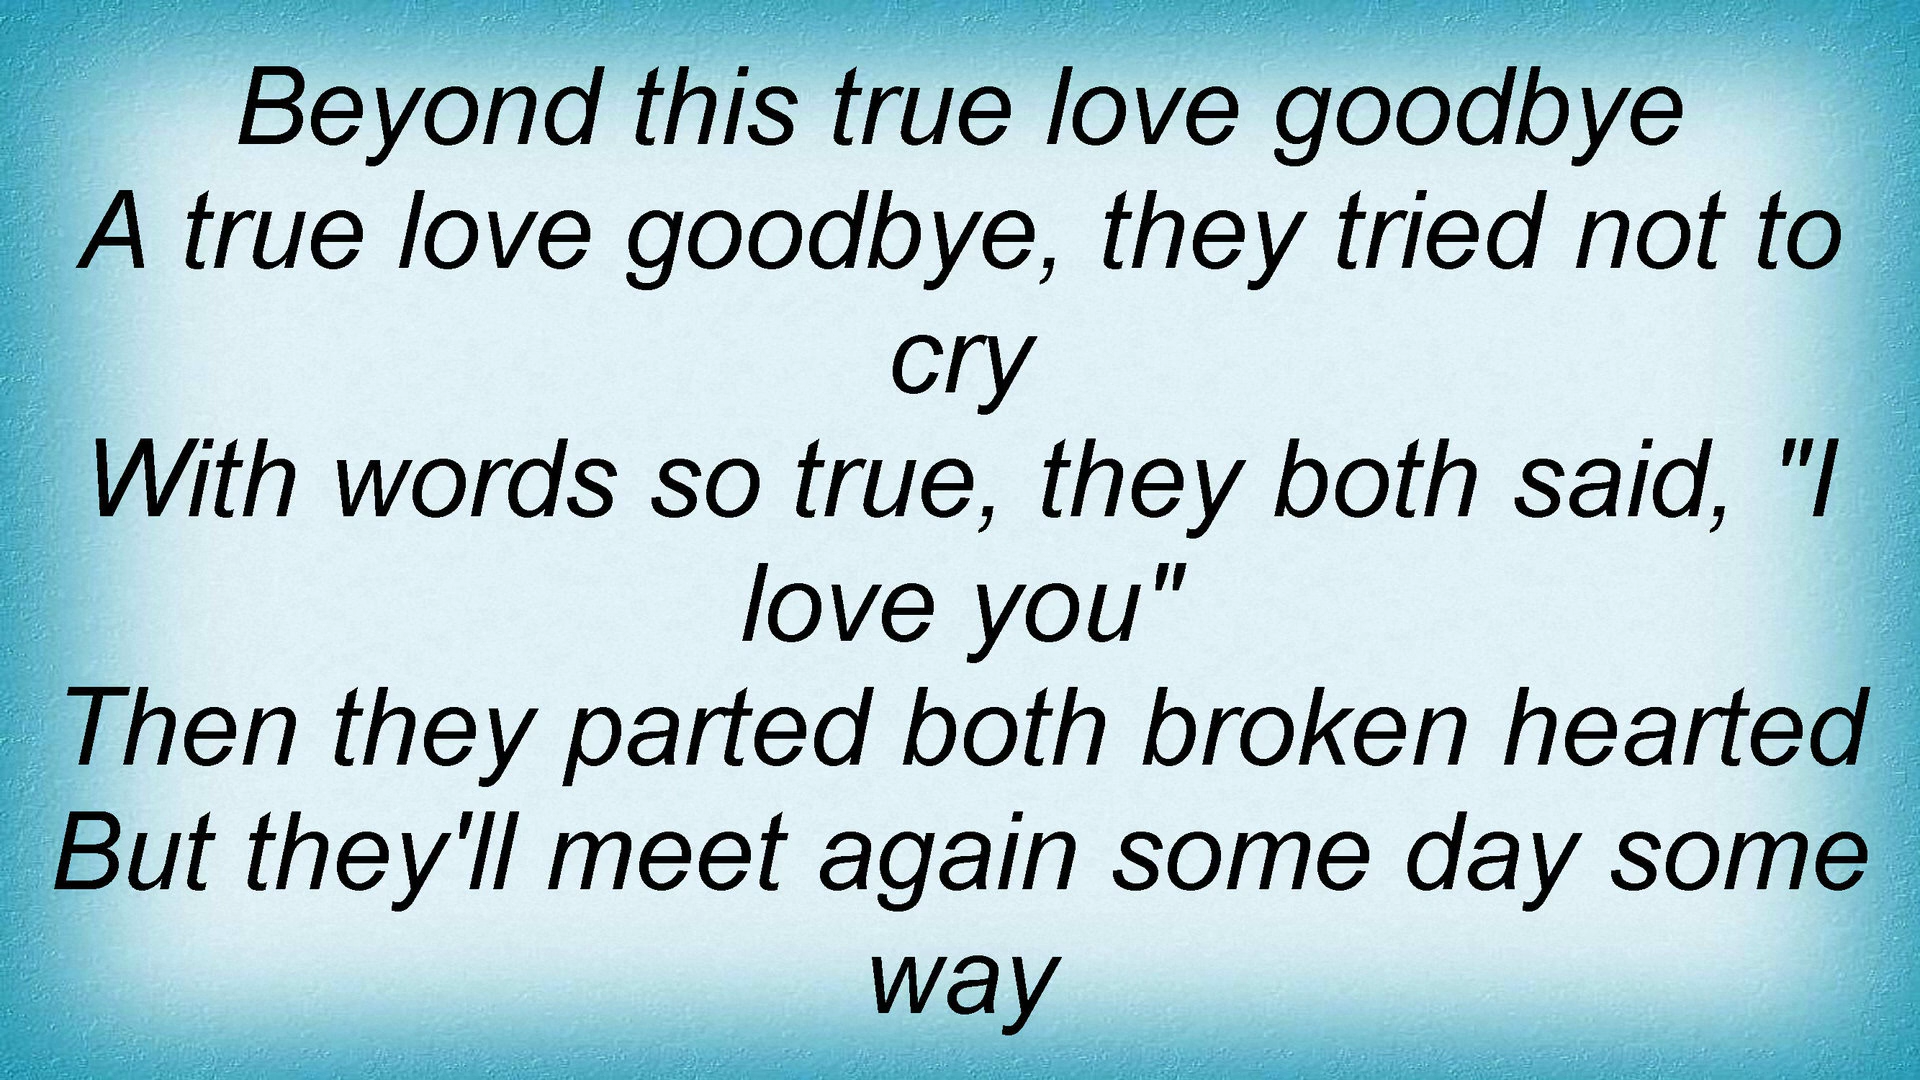 Beyond this true love goodbye
A true love goodbye, they tried not to
cry
With words so true, they both said, "I
love you"
Then they parted both broken hearted
But they'll meet again some day some
way